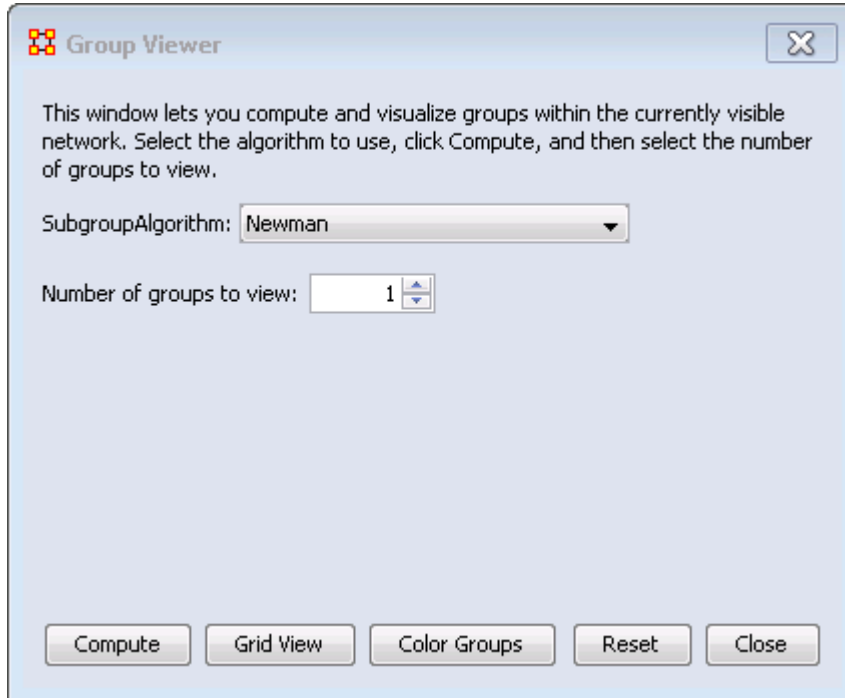 Group Viewer
This window lets you compute and visualize groups within the currently visible
network. Select the algorithm to use, click Compute, and then select the number
of groups to view.
SubgroupAlgorithm: Newman
Number of groups to view: 1
Compute Grid View Color Groups Reset Close